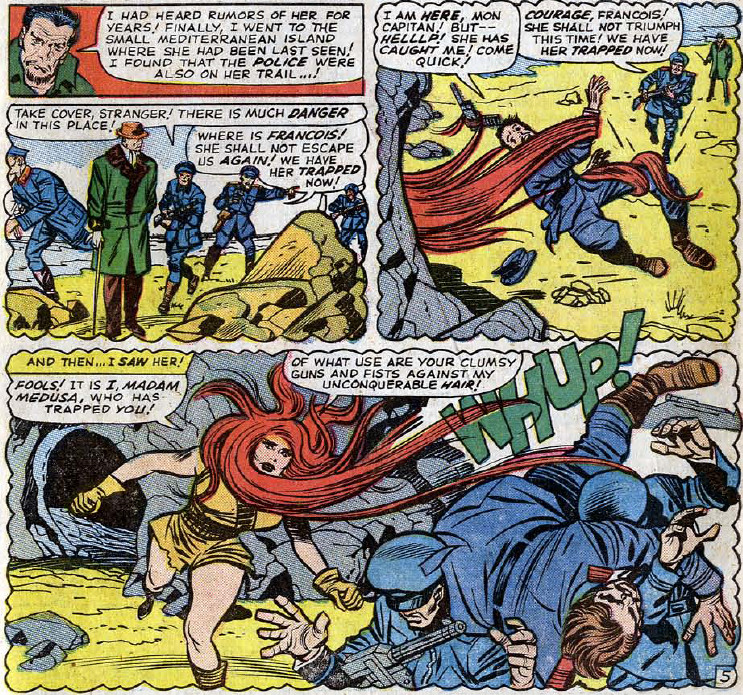 I HAD HEARD RUMORS OF HER FOR
YEARS! FINALLY, I WENT TO THE
SMALL MEDITERRANEAN ISLAND
WHERE SHE HAD BEEN LAST SEEN!
I FOUND THAT THE POLICE WERE
ALSO ON HER TRAIL...!
TAKE COVER, STRANGER! THERE IS MUCH DANGER
IN THIS PLACE!
WHERE IS FRANCOIS!
SHE SHALL NOT ESCAPE
US AGAIN! WE HAVE
HER TRAPPED
NOW!
I AM HERE, MON
CAPITAN! BUT--
HELLLP! SHE HAS
CAUGHT ME! COME
QUICK!
COURAGE, FRANCOIS!
SHE SHALL NOT TRIUMPH
THIS TIME! WE HAVE
HER TRAPPED NOW!
AND THEN... I SAW HER!
FOOLS! IT IS I, MADAM
MEDUSA, WHO HAS
TRAPPED YOU!
OF WHAT USE ARE YOUR CLUMSY
GUNS AND FISTS AGAINST MY
UNCONQUERABLE HAIR!
WHUP!
5